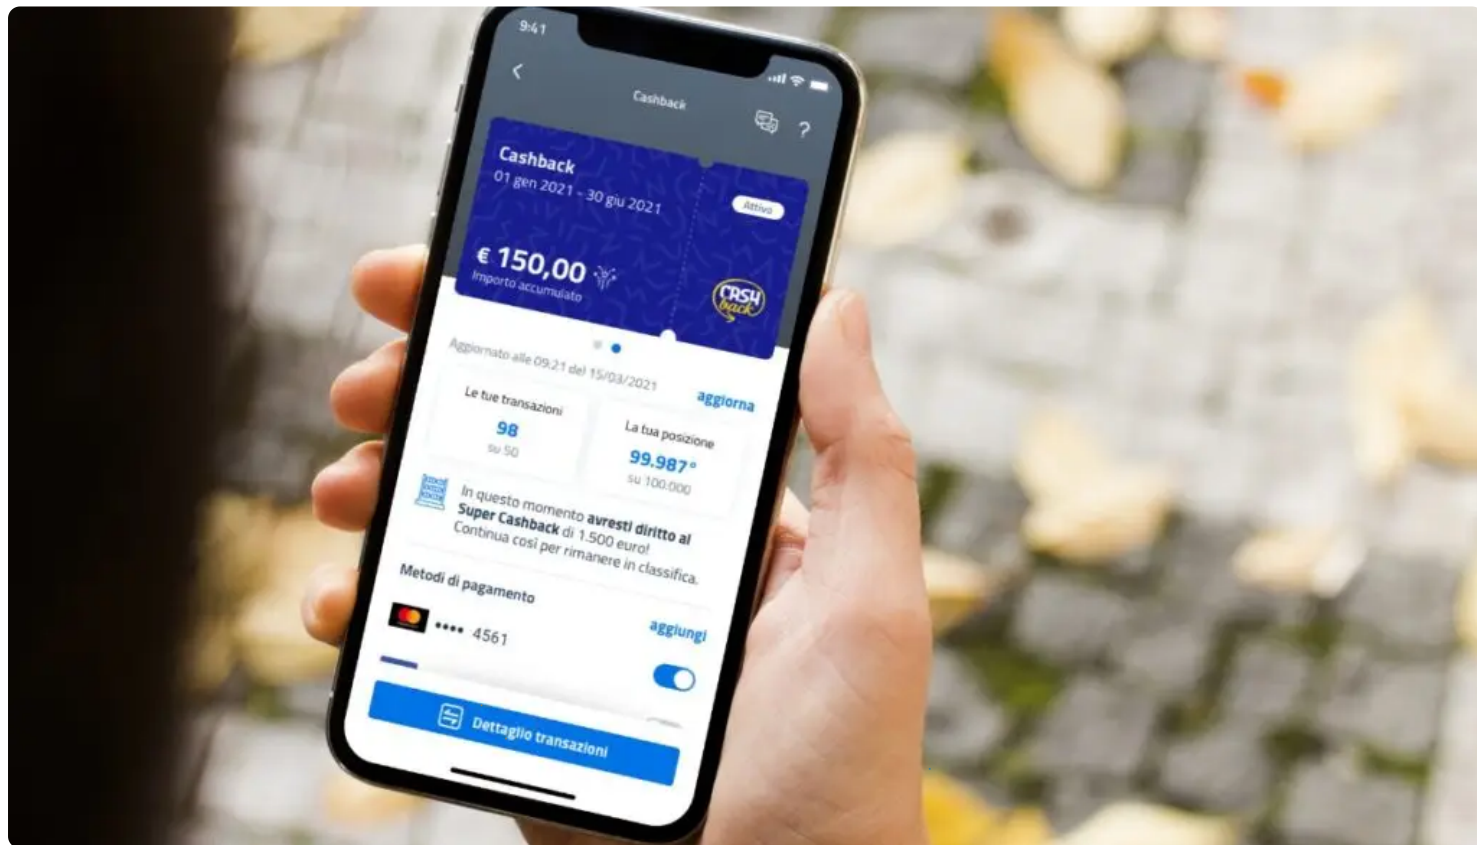 9:41
Cashback
?
Cashback
01 gen 2021 - 30 giu 2021
Attivo
€ 150,00
Importo accumulato
CASH
back
Aggiornato alle 09:21 del 15/03/2021
aggiorna
Le tue transazioni
98
su 50
La tua posizione
99.987°
su 100.000
In questo momento avresti diritto al
Super Cashback di 1.500 euro!
Continua così per rimanere in classifica.
Metodi di pagamento
aggiungi
•••• 4561
Dettaglio transazioni